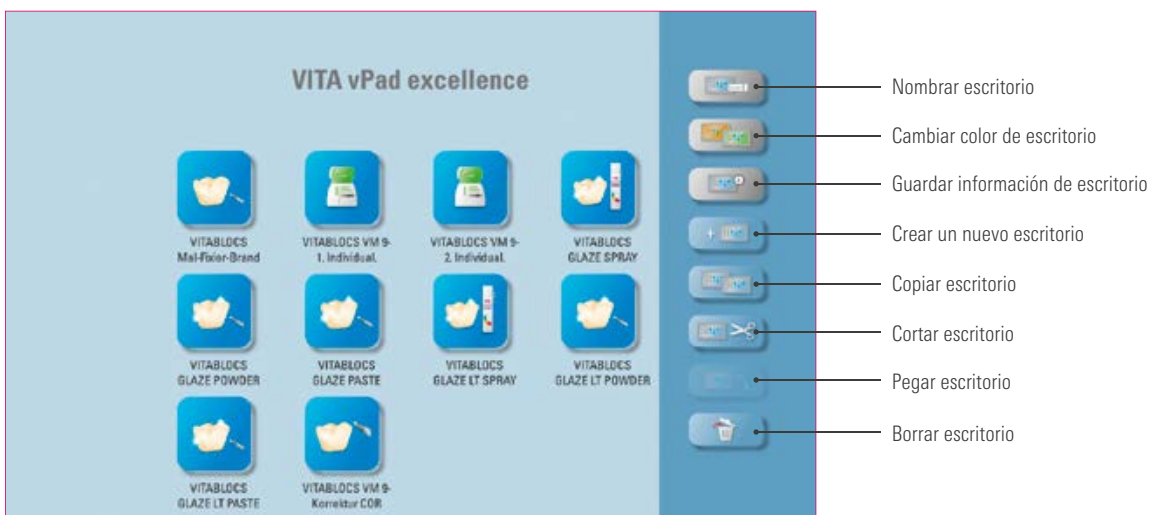 VITA vPad excellence
VITABLOCS
Mal-Fixier-Brand
VITABLOCS VM 9-
1. Individual.
VITABLOCS VM 9-
2. Individual.
VITABLOCS
GLAZE SPRAY
VITABLOCS
GLAZE POWDER
VITABLOCS
GLAZE PASTE
VITABLOCS
GLAZE LT SPRAY
VITABLOCS
GLAZE LT POWDER
VITABLOCS
GLAZE LT PASTE
VITABLOCS VM 9-
Korrektur COR
Nombrar escritorio
Cambiar color de escritorio
Guardar información de escritorio
Crear un nuevo escritorio
Copiar escritorio
Cortar escritorio
Pegar escritorio
Borrar escritorio